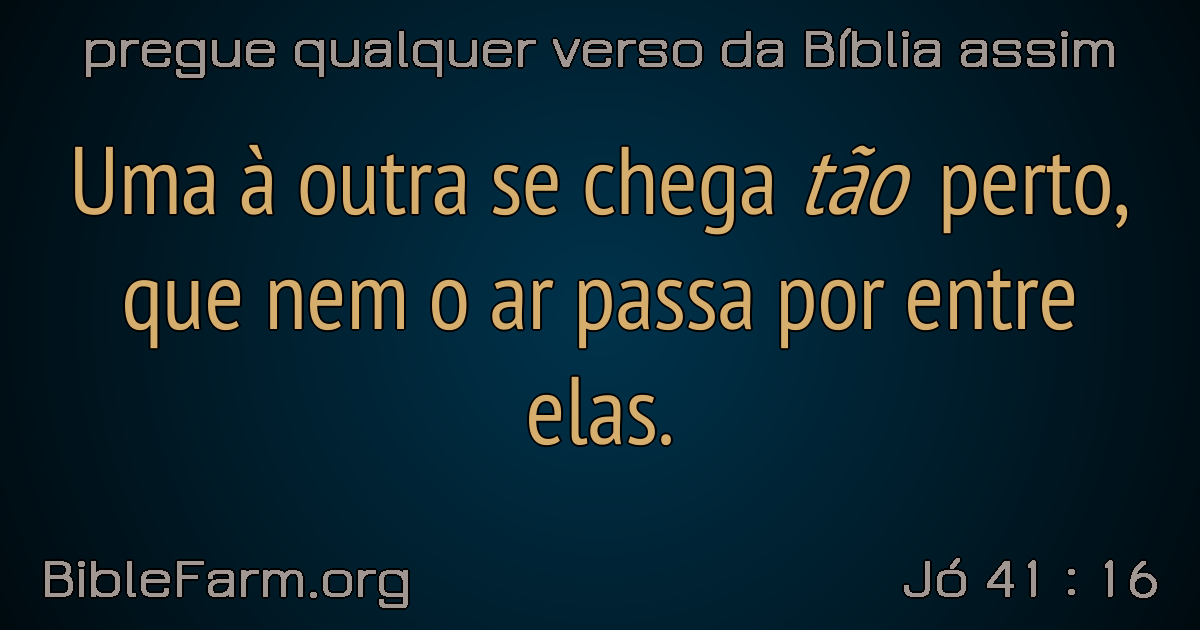 pregue qualquer verso da Bíblia assim
Uma à outra se chega tão perto,
que nem o ar passa por entre
elas.
BibleFarm.org
Jó 41 : 16